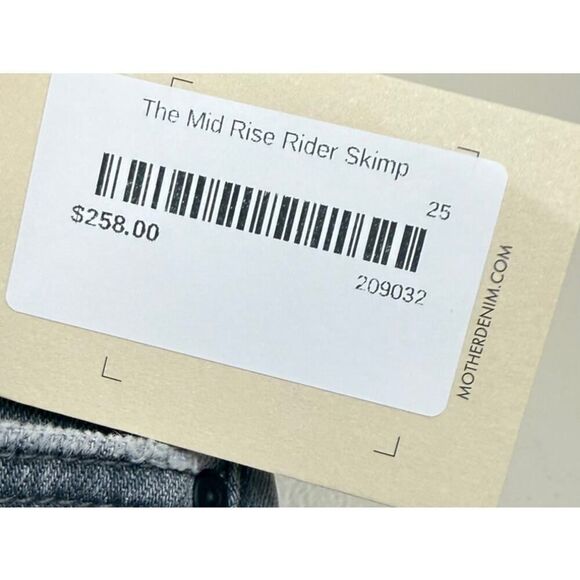 The Mid Rise Rider Skimp
25
$258.00
209032
MOTHERDENIM.COM